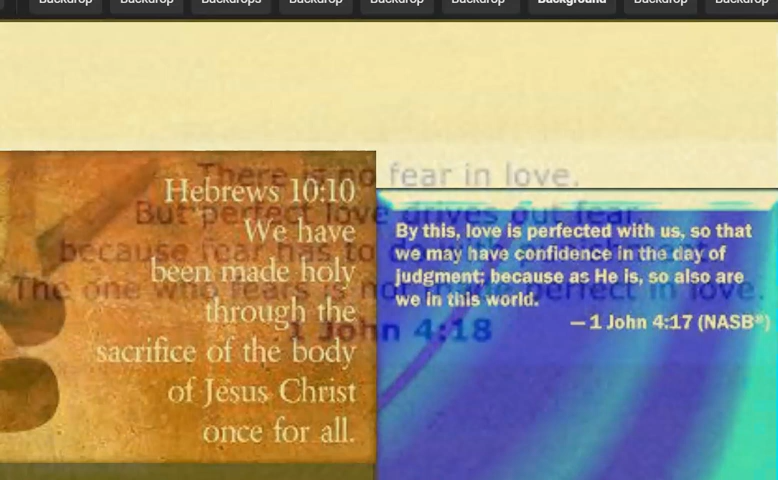 Backdrop Backdrop Backdrops Backdrop Backdrop Backdrop Background Backdrop Backdrop
There is no fear in love.
But perfect love drives out fear
because fear has to
The one who fears is not perfect in love.
1 John 4:18
Hebrews 10:10
We have
been made holy
through the
sacrifice of the body
of Jesus Christ
once for all.
By this, love is perfected with us, so that
we may have confidence in the day of
judgment; because as He is, so also are
we in this world.
— 1 John 4:17 (NASB®)